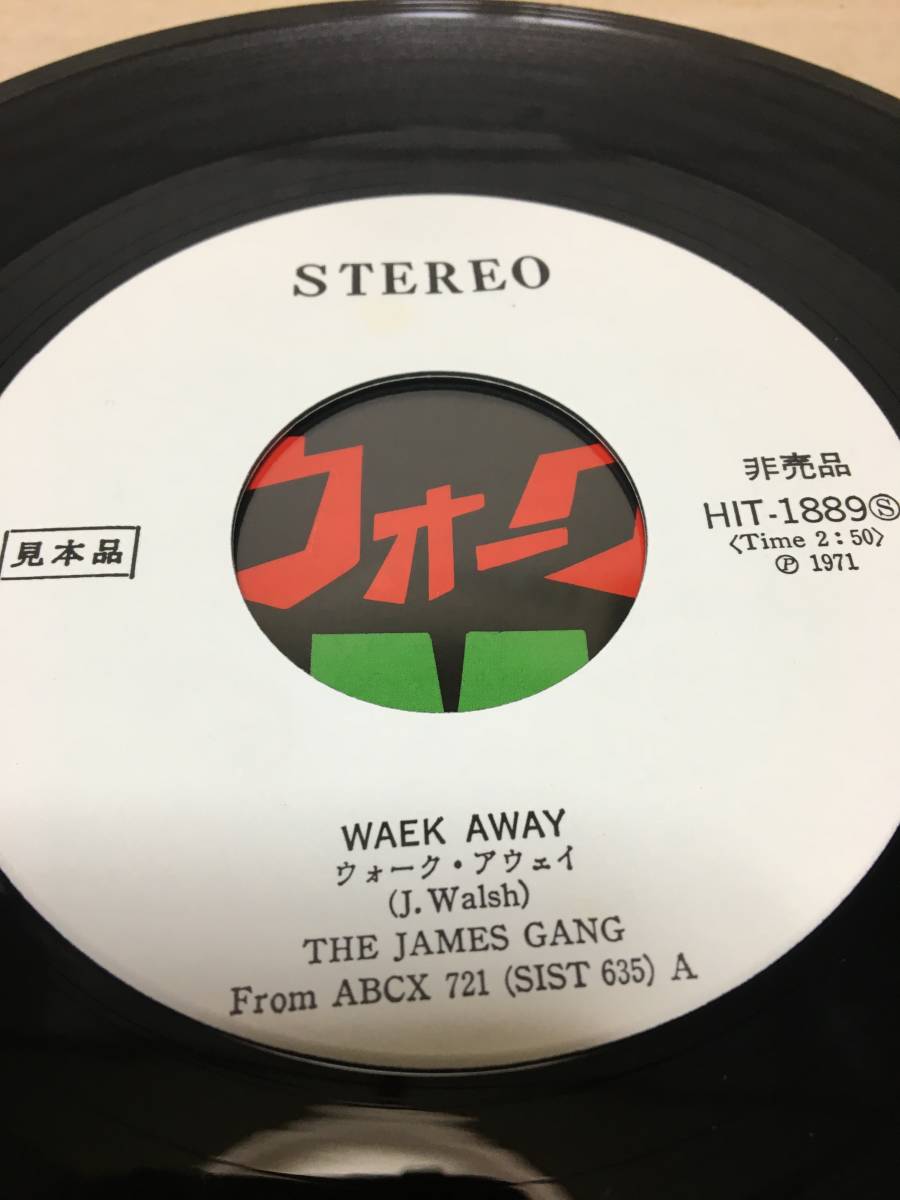 STEREO
ウォーク
見本品
非売品
HIT-1889Ⓢ
〈Time 2:50〉
Ⓟ 1971
WAEK AWAY
ウォーク・アウェイ
(J. Walsh)
THE JAMES GANG
From ABCX 721 (SIST 635) A